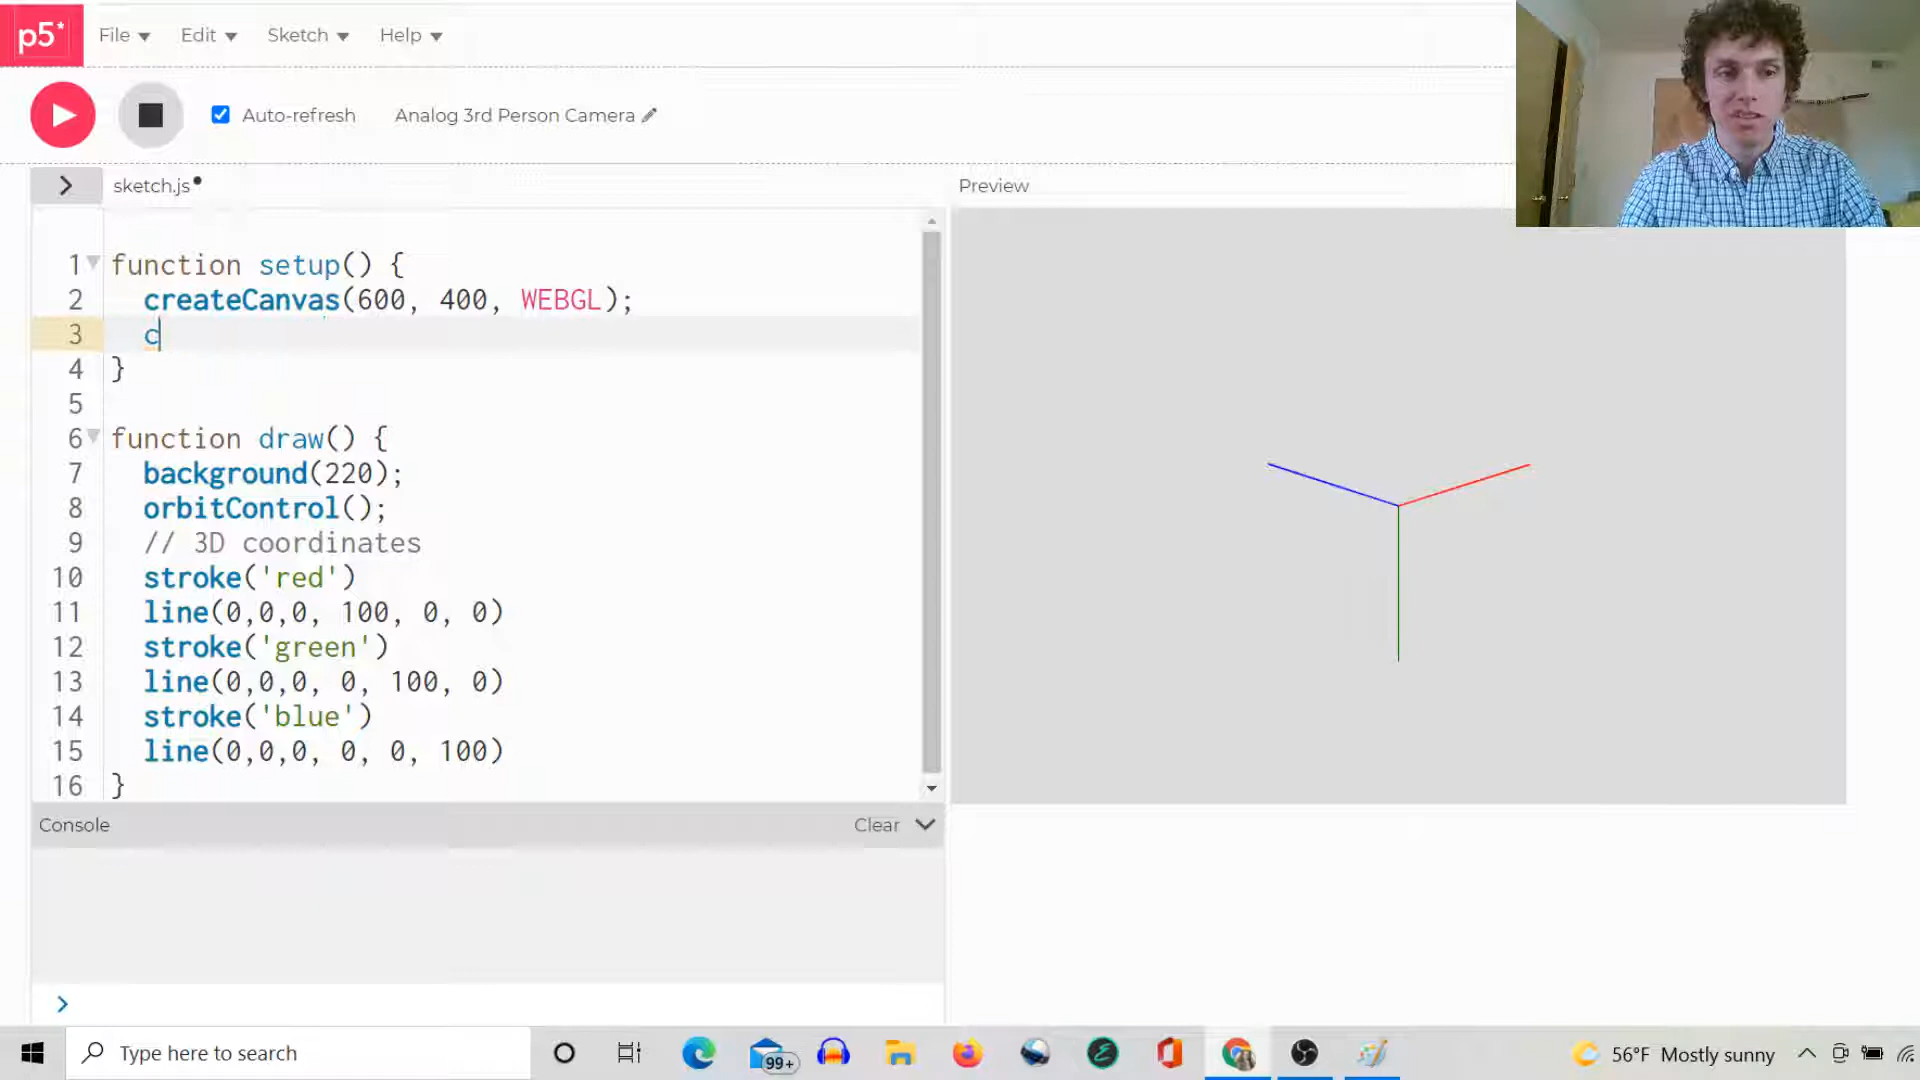 p5*
File
Edit
Sketch
Help
Auto-refresh
Analog 3rd Person Camera
sketch.js
Preview
1 function setup() {
2 createCanvas(600, 400, WEBGL);
3 c
4 }
5
6 function draw() {
7 background(220);
8 orbitControl();
9 // 3D coordinates
10 stroke('red')
11 line(0,0,0, 100, 0, 0)
12 stroke('green')
13 line(0,0,0, 0, 100, 0)
14 stroke('blue')
15 line(0,0,0, 0, 0, 100)
16 }
Console
Clear
>
Type here to search
99+
56°F Mostly sunny